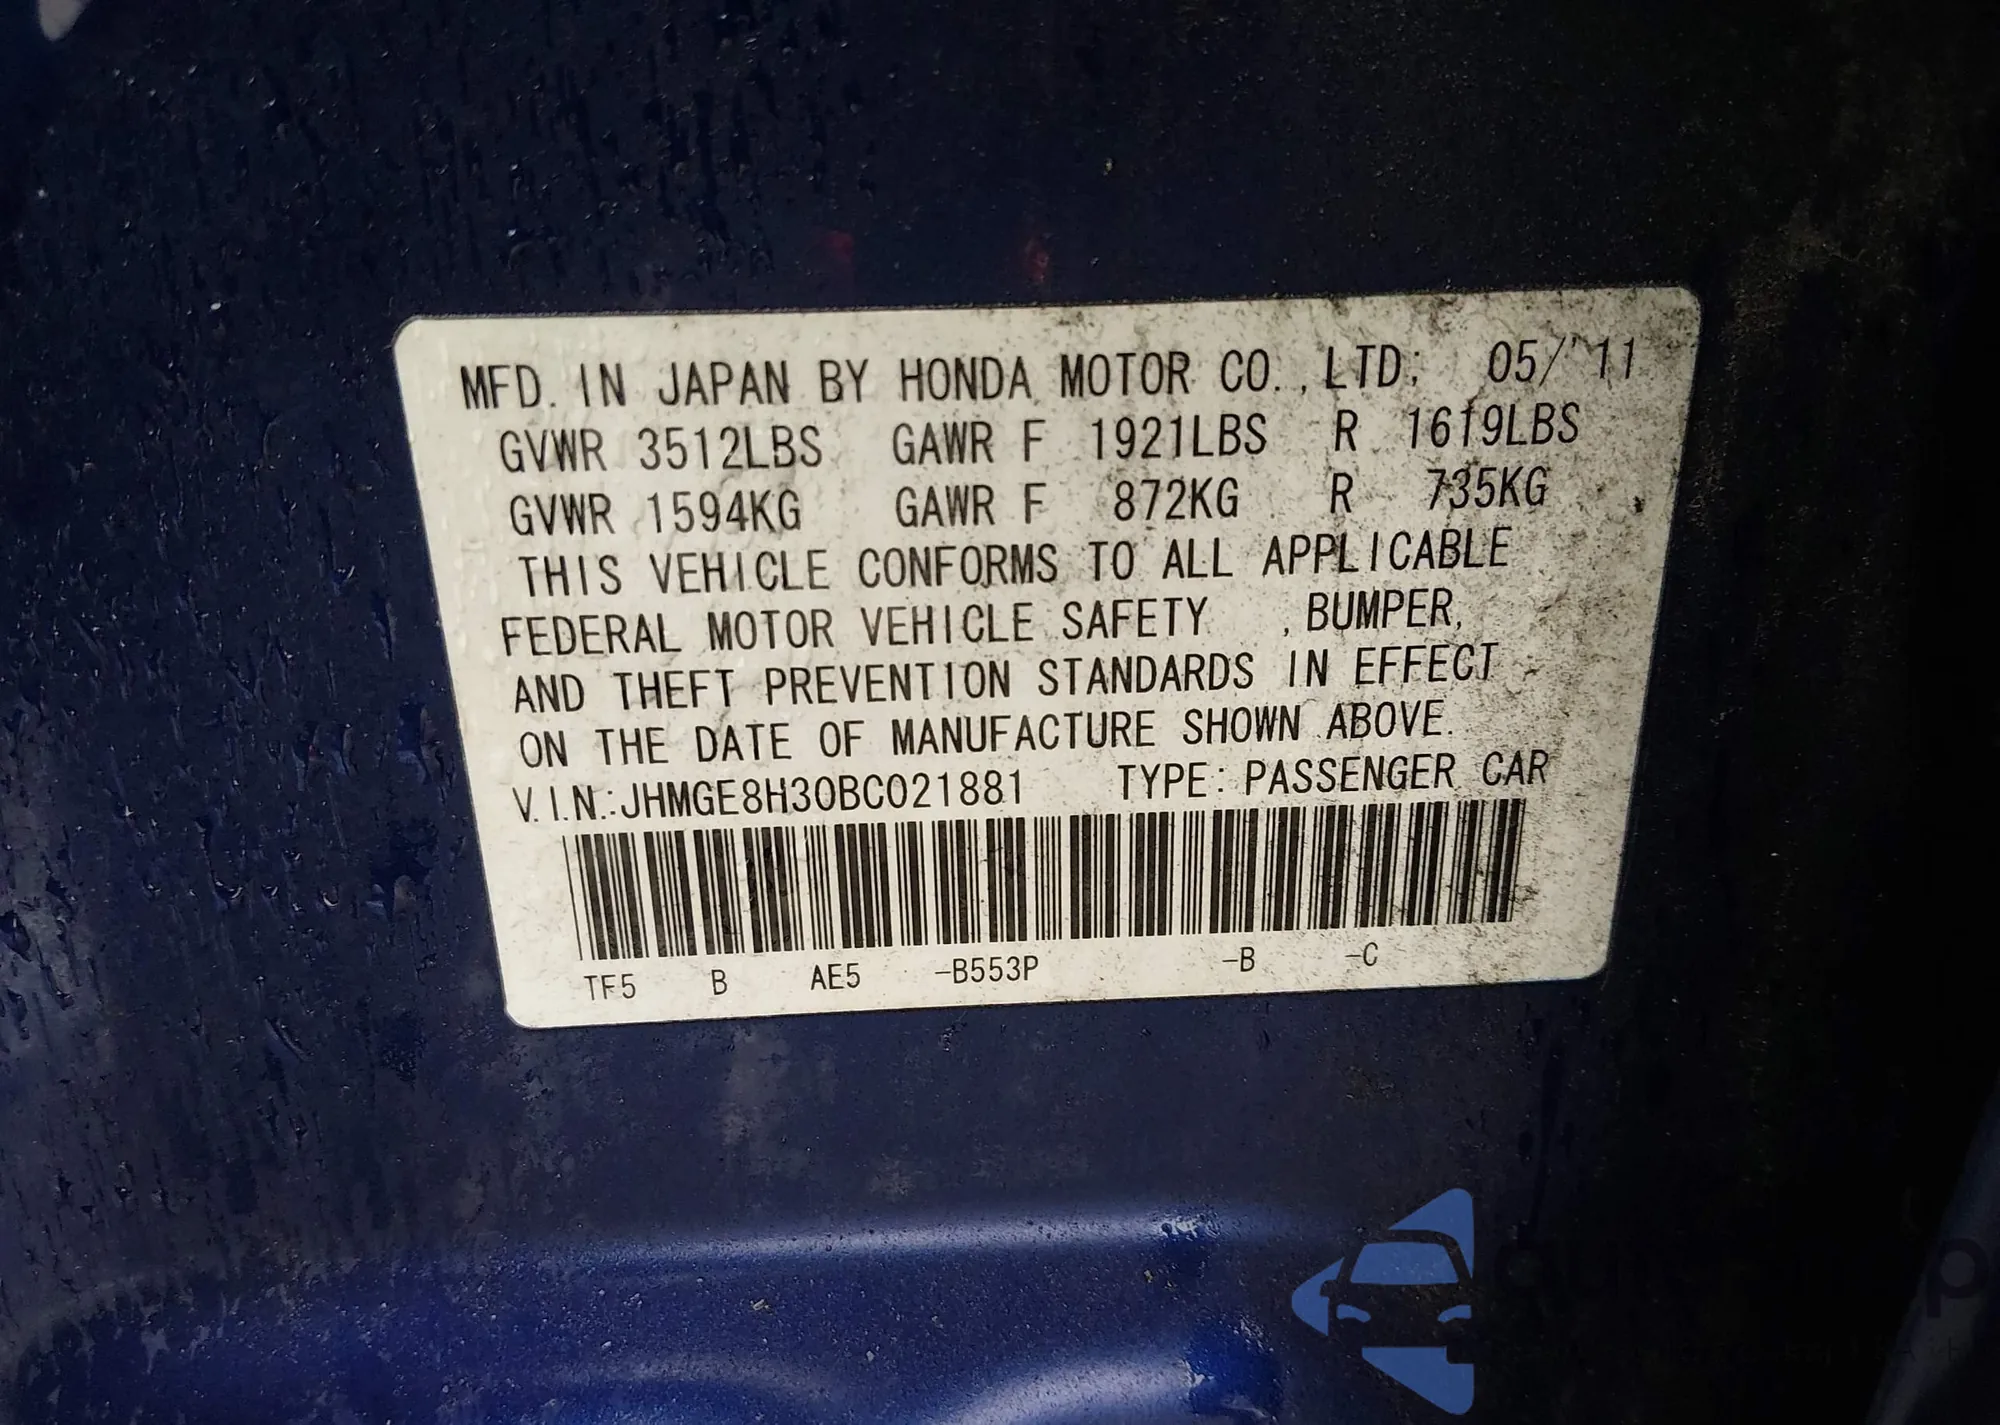 MFD. IN JAPAN BY HONDA MOTOR CO., LTD; 05/'11
GVWR 3512LBS GAWR F 1921LBS R 1619LBS
GVWR 1594KG GAWR F 872KG R 735KG
THIS VEHICLE CONFORMS TO ALL APPLICABLE
FEDERAL MOTOR VEHICLE SAFETY , BUMPER,
AND THEFT PREVENTION STANDARDS IN EFFECT
ON THE DATE OF MANUFACTURE SHOWN ABOVE.
V.I.N.:JHMGE8H30BC021881 TYPE: PASSENGER CAR
TF5 B AE5 -B553P -B -C